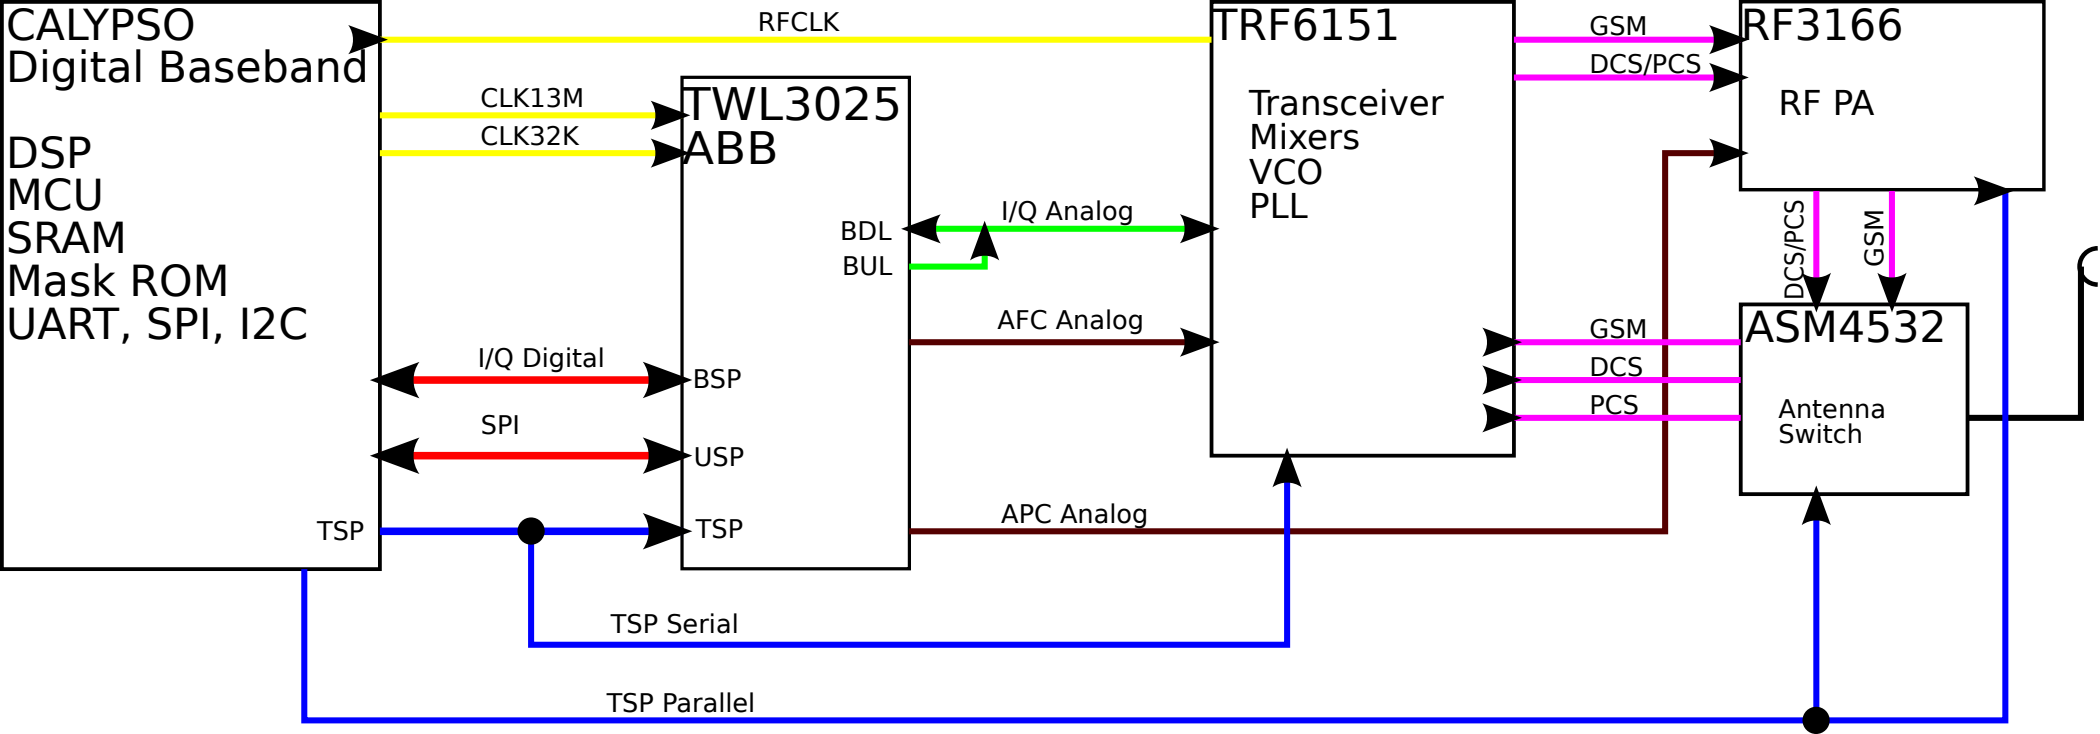 CALYPSO
Digital Baseband
DSP
MCU
SRAM
Mask ROM
UART, SPI, I2C
TSP
RFCLK
CLK13M
CLK32K
I/Q Digital
SPI
TWL3025
ABB
BDL
BUL
BSP
USP
TSP
I/Q Analog
AFC Analog
APC Analog
TSP Serial
TSP Parallel
TRF6151
Transceiver
Mixers
VCO
PLL
GSM
DCS/PCS
RF3166
RF PA
DCS/PCS
GSM
GSM
DCS
PCS
ASM4532
Antenna
Switch